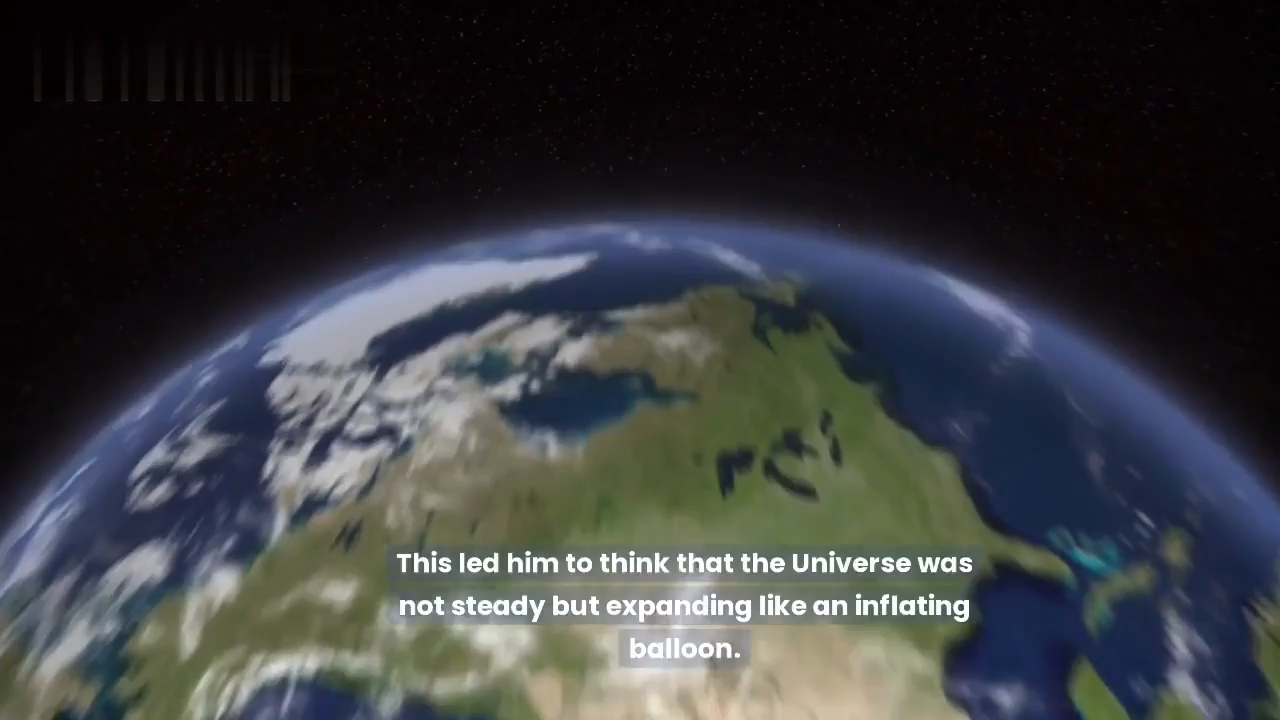 This led him to think that the Universe was
not steady but expanding like an inflating
balloon.